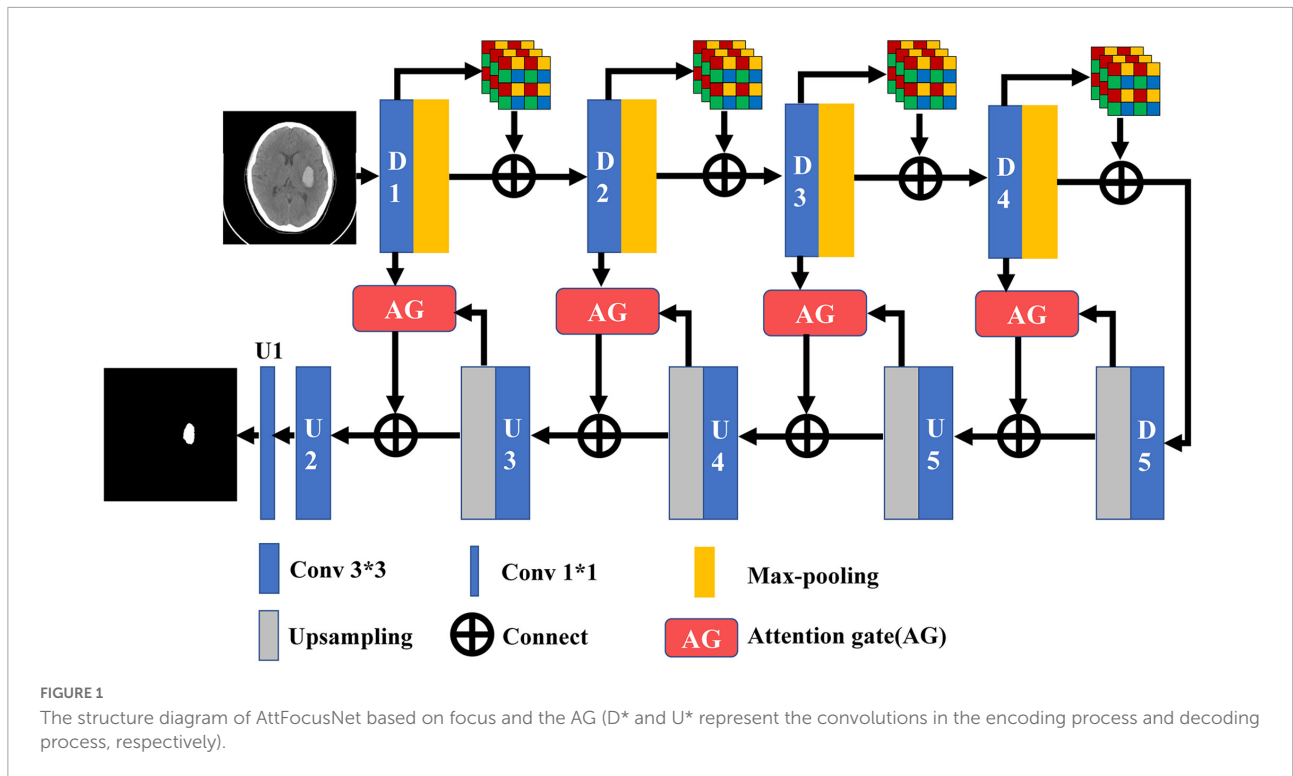 D
1
D
2
D
3
D
4
AG
AG
AG
AG
U1
U
2
U
3
U
4
U
5
D
5
Conv 3*3
Conv 1*1
Max-pooling
Upsampling
Connect
AG
Attention gate(AG)
FIGURE 1
The structure diagram of AttFocusNet based on focus and the AG (D* and U* represent the convolutions in the encoding process and decoding
process, respectively).